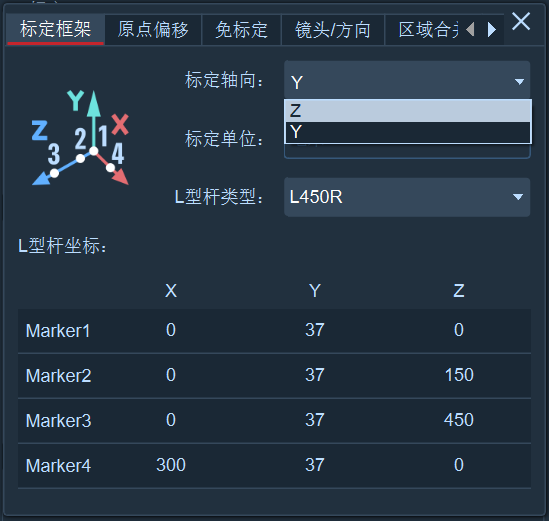 标定框架 原点偏移 免标定 镜头/方向 区域合
标定轴向: Y
Z
Y
标定单位:
L型杆类型: L450R
Y
X
Z
1
2
3
4
L型杆坐标:
X Y Z
Marker1 0 37 0
Marker2 0 37 150
Marker3 0 37 450
Marker4 300 37 0